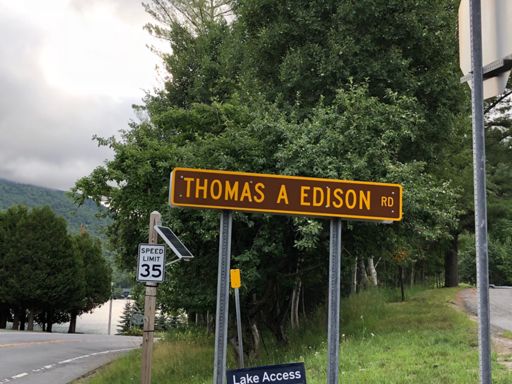 THOMAS A EDISON RD
SPEED
LIMIT
35
Lake Access